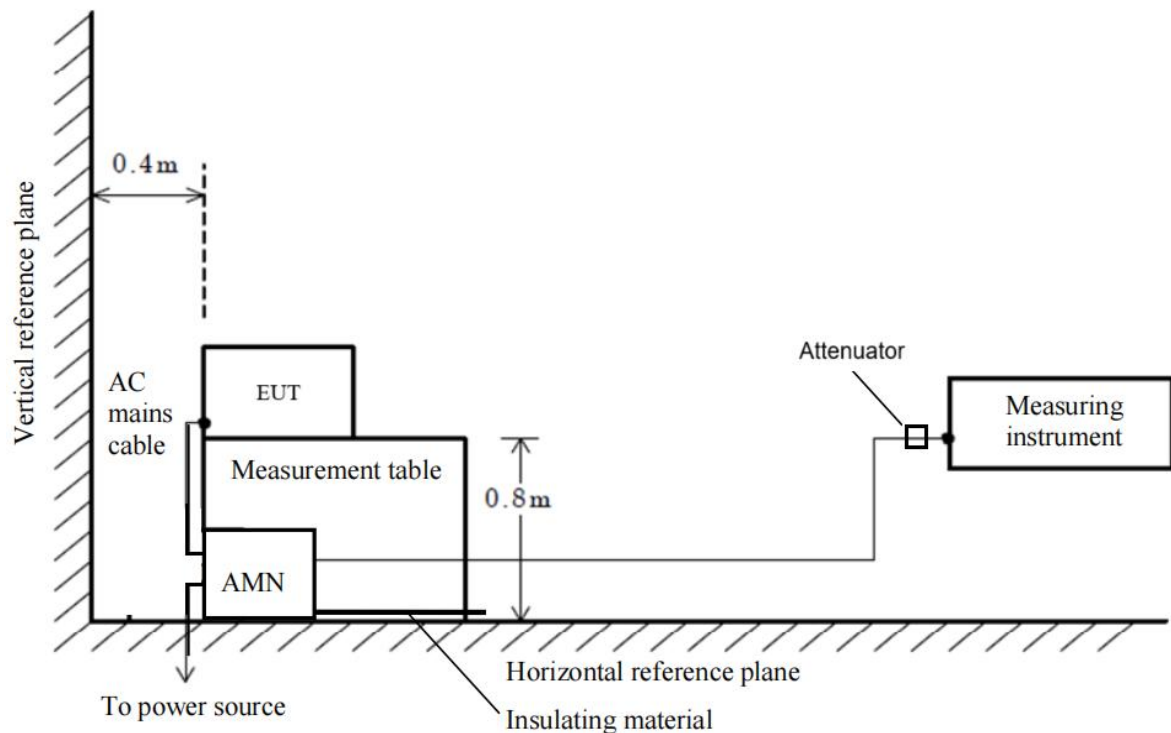 0.4m
Vertical reference plane
AC
mains
cable
EUT
Attenuator
Measuring
instrument
Measurement table
0.8m
AMN
Horizontal reference plane
To power source
Insulating material